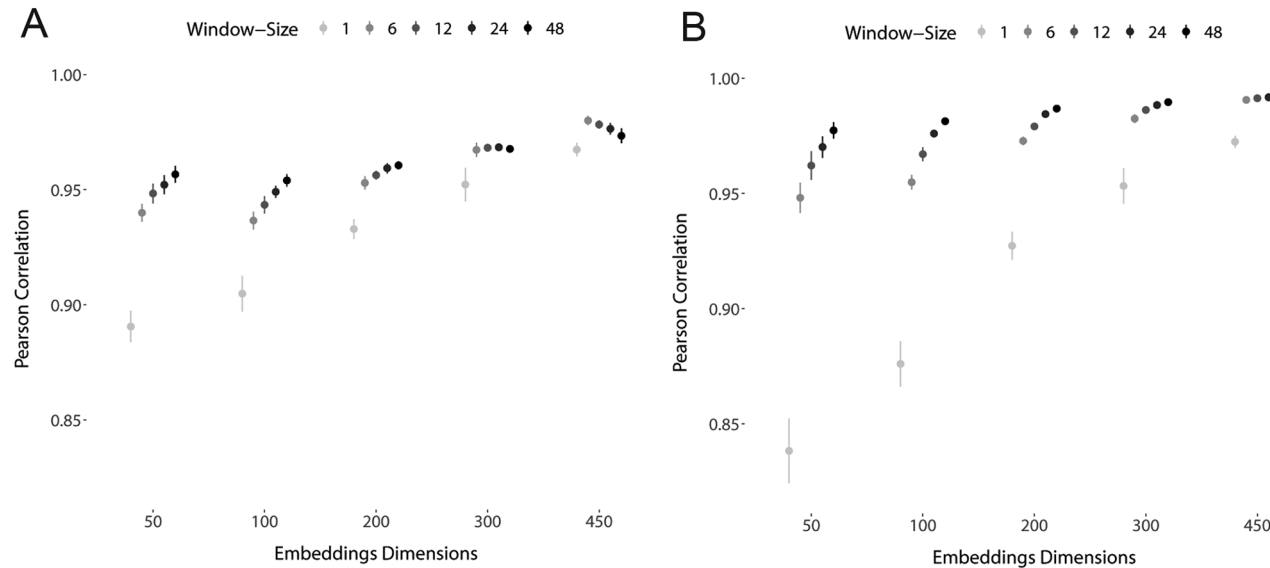 A
Window−Size 1 6 12 24 48
1.00
0.95
0.90
0.85
Pearson Correlation
50 100 200 300 450
Embeddings Dimensions
B
Window−Size 1 6 12 24 48
1.00
0.95
0.90
0.85
Pearson Correlation
50 100 200 300 450
Embeddings Dimensions